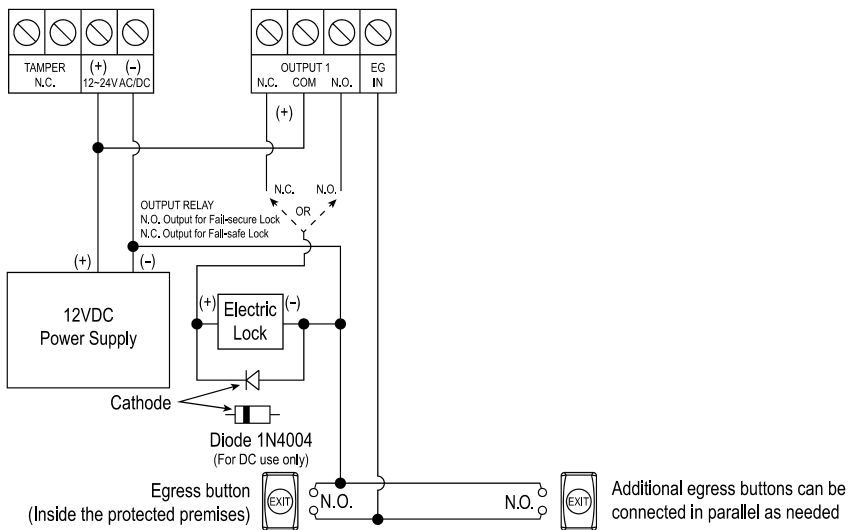 TAMPER
N.C.
(+) (–)
12~24V AC/DC
OUTPUT 1
N.C. COM N.O.
EG
IN
(+)
N.C. N.O.
OR
OUTPUT RELAY
N.O. Output for Fail-secure Lock
N.C. Output for Fail-safe Lock
(+) (–)
12VDC
Power Supply
(+) Electric (–)
Lock
Cathode
Diode 1N4004
(For DC use only)
Egress button
(Inside the protected premises)
EXIT
N.O.
N.O.
EXIT
Additional egress buttons can be
connected in parallel as needed